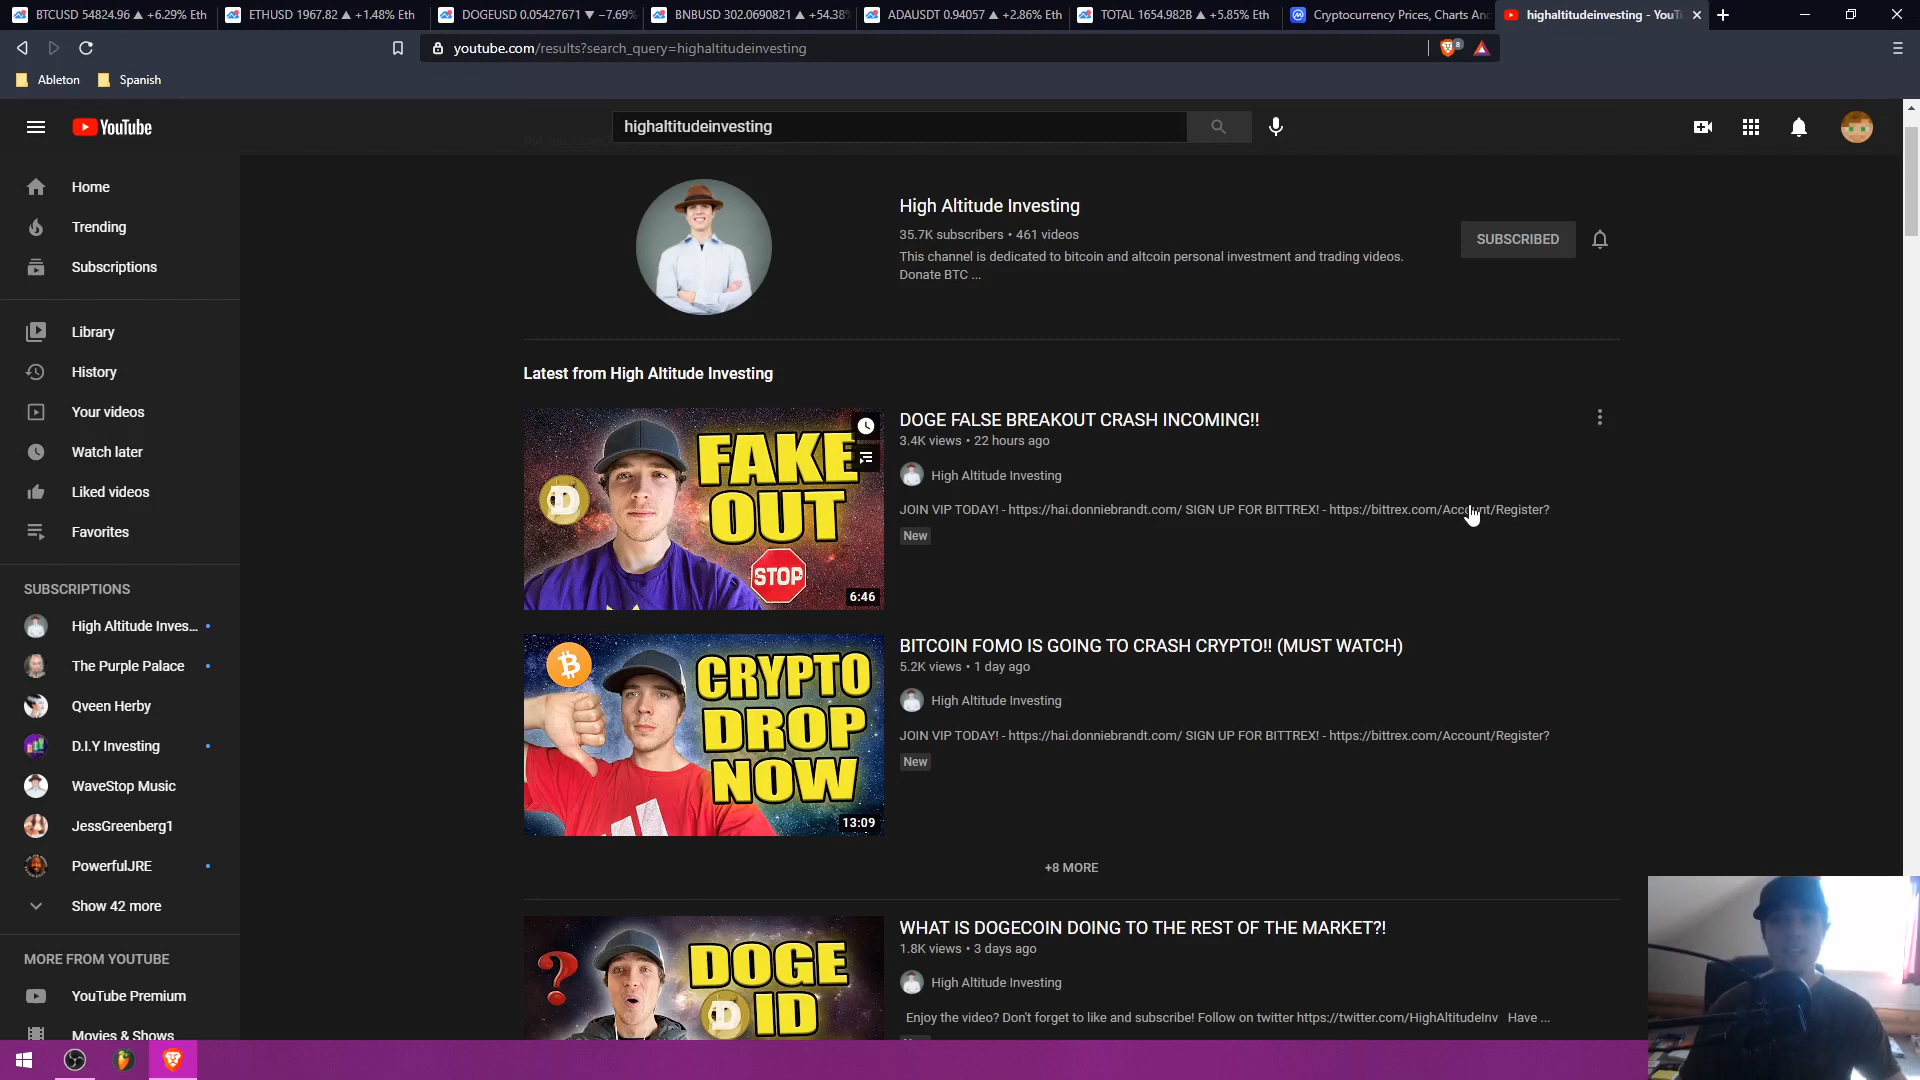 BTCUSD 54824.96 ▲ +6.29% Eth
ETHUSD 1967.82 ▲ +1.48% Eth
DOGEUSD 0.05427671 ▼ −7.69%
BNBUSD 302.0690821 ▲ +54.38%
ADAUSDT 0.94057 ▲ +2.86% Eth
TOTAL 1654.982B ▲ +5.85% Eth
Cryptocurrency Prices, Charts And
highaltitudeinvesting - YouTu
youtube.com/results?search_query=highaltitudeinvesting
8
Ableton
Spanish
YouTube
highaltitudeinvesting
Home
Trending
Subscriptions
Library
History
Your videos
Watch later
Liked videos
Favorites
SUBSCRIPTIONS
High Altitude Inves...
The Purple Palace
Qveen Herby
D.I.Y Investing
WaveStop Music
JessGreenberg1
PowerfulJRE
Show 42 more
MORE FROM YOUTUBE
YouTube Premium
Movies & Shows
High Altitude Investing
35.7K subscribers • 461 videos
This channel is dedicated to bitcoin and altcoin personal investment and trading videos.
Donate BTC ...
SUBSCRIBED
Latest from High Altitude Investing
FAKE
OUT
STOP
6:46
DOGE FALSE BREAKOUT CRASH INCOMING!!
3.4K views • 22 hours ago
High Altitude Investing
JOIN VIP TODAY! - https://hai.donniebrandt.com/ SIGN UP FOR BITTREX! - https://bittrex.com/Account/Register?
New
CRYPTO
DROP
NOW
13:09
BITCOIN FOMO IS GOING TO CRASH CRYPTO!! (MUST WATCH)
5.2K views • 1 day ago
High Altitude Investing
JOIN VIP TODAY! - https://hai.donniebrandt.com/ SIGN UP FOR BITTREX! - https://bittrex.com/Account/Register?
New
+8 MORE
?
DOGE
ID
WHAT IS DOGECOIN DOING TO THE REST OF THE MARKET?!
1.8K views • 3 days ago
High Altitude Investing
Enjoy the video? Don't forget to like and subscribe! Follow on twitter https://twitter.com/HighAltitudeInv Have ...